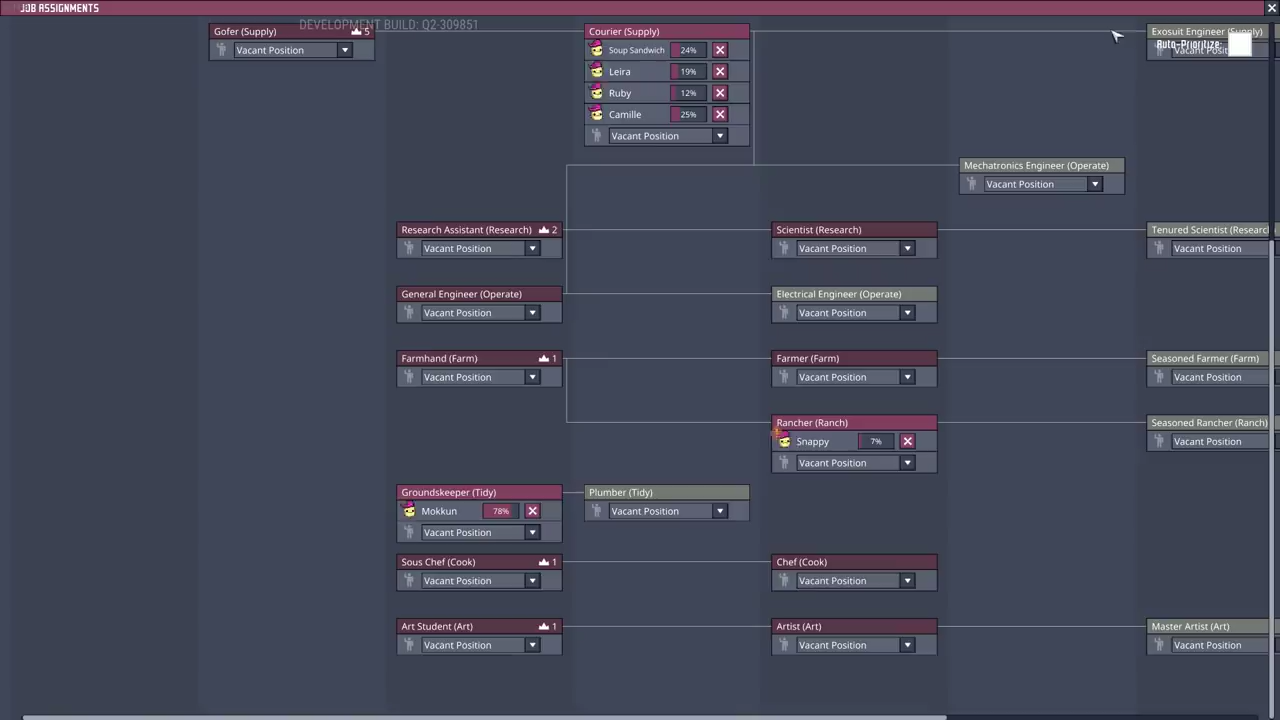 JOB ASSIGNMENTS
DEVELOPMENT BUILD: Q2-309851
Gofer (Supply) 5
Vacant Position
Courier (Supply)
Soup Sandwich 24%
Leira 19%
Ruby 12%
Camille 25%
Vacant Position
Exosuit Engineer (Supply)
Auto-Prioritize:
Vacant Position
Mechatronics Engineer (Operate)
Vacant Position
Research Assistant (Research) 2
Vacant Position
Scientist (Research)
Vacant Position
Tenured Scientist (Research
Vacant Position
General Engineer (Operate)
Vacant Position
Electrical Engineer (Operate)
Vacant Position
Farmhand (Farm) 1
Vacant Position
Farmer (Farm)
Vacant Position
Seasoned Farmer (Farm)
Vacant Position
Rancher (Ranch)
Snappy 7%
Vacant Position
Seasoned Rancher (Ranch)
Vacant Position
Groundskeeper (Tidy)
Mokkun 78%
Vacant Position
Plumber (Tidy)
Vacant Position
Sous Chef (Cook) 1
Vacant Position
Chef (Cook)
Vacant Position
Art Student (Art) 1
Vacant Position
Artist (Art)
Vacant Position
Master Artist (Art)
Vacant Position